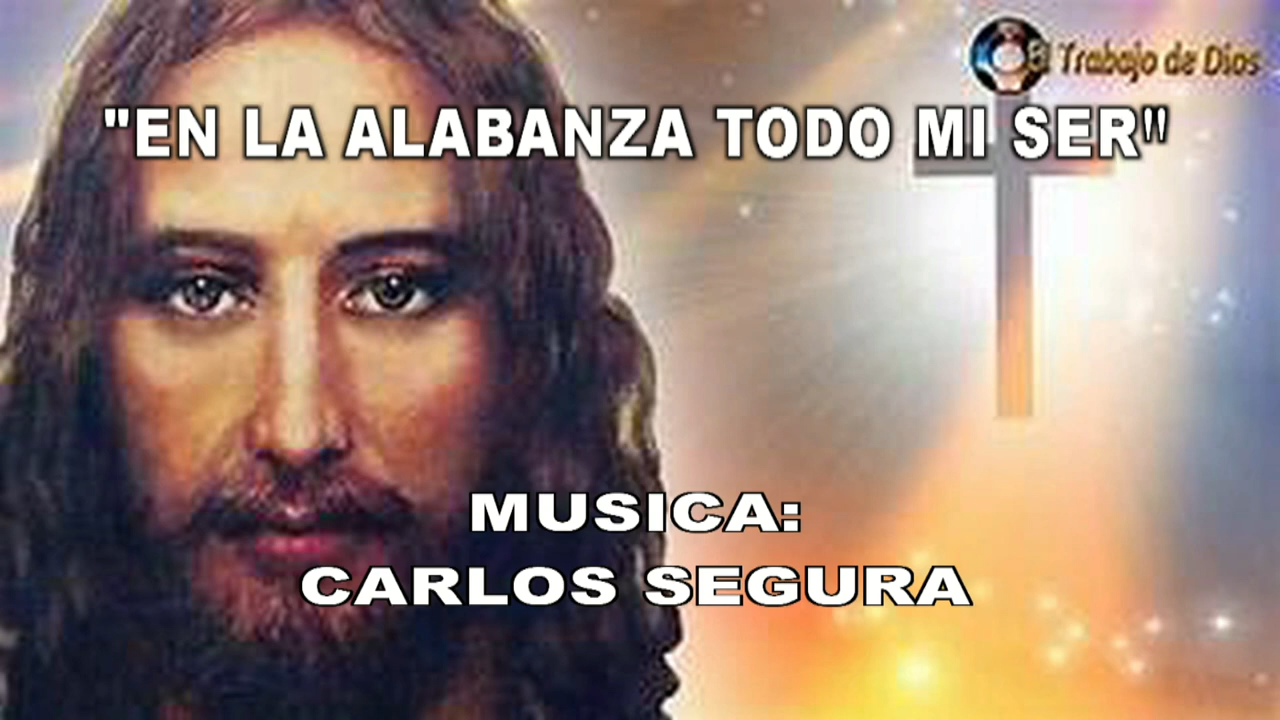 El Trabajo de Dios
"EN LA ALABANZA TODO MI SER"
MUSICA:
CARLOS SEGURA